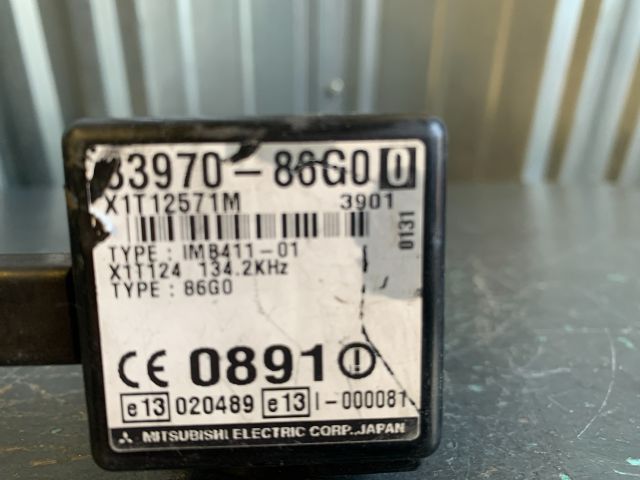 33970-86G0 0
X1T12571M 3901
0131
TYPE : IMB411-01
X1T124 134.2KHz
TYPE : 86G0
CE 0891
e13 020489 e13 I-000081
MITSUBISHI ELECTRIC CORP.,JAPAN